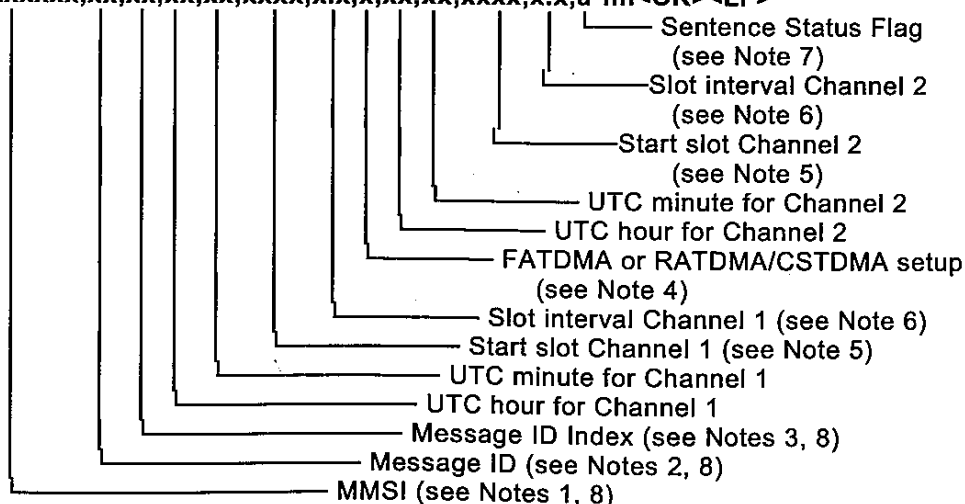 Sentence Status Flag
(see Note 7)
Slot interval Channel 2
(see Note 6)
Start slot Channel 2
(see Note 5)
UTC minute for Channel 2
UTC hour for Channel 2
FATDMA or RATDMA/CSTDMA setup
(see Note 4)
Slot interval Channel 1 (see Note 6)
Start slot Channel 1 (see Note 5)
UTC minute for Channel 1
UTC hour for Channel 1
Message ID Index (see Notes 3, 8)
Message ID (see Notes 2, 8)
MMSI (see Notes 1, 8)